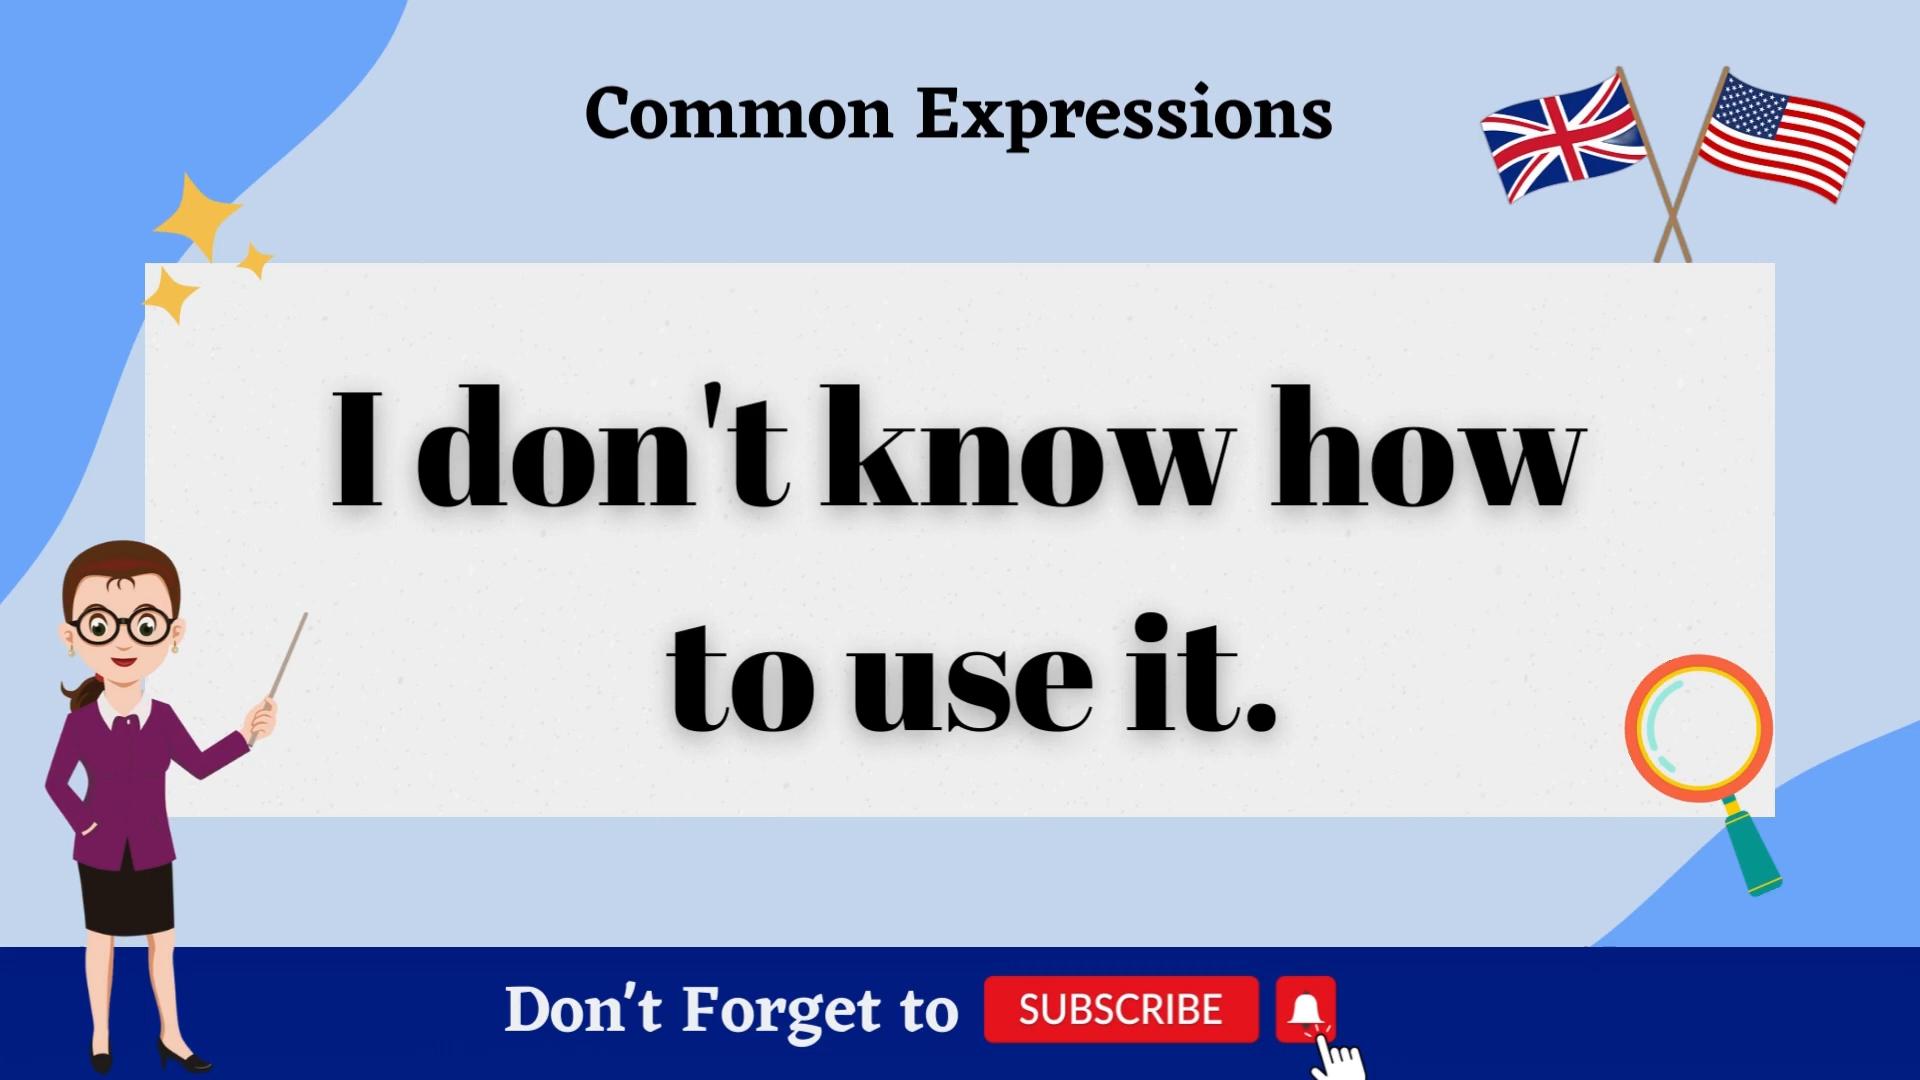 Common Expressions
I don't know how
to use it.
Don't Forget to SUBSCRIBE